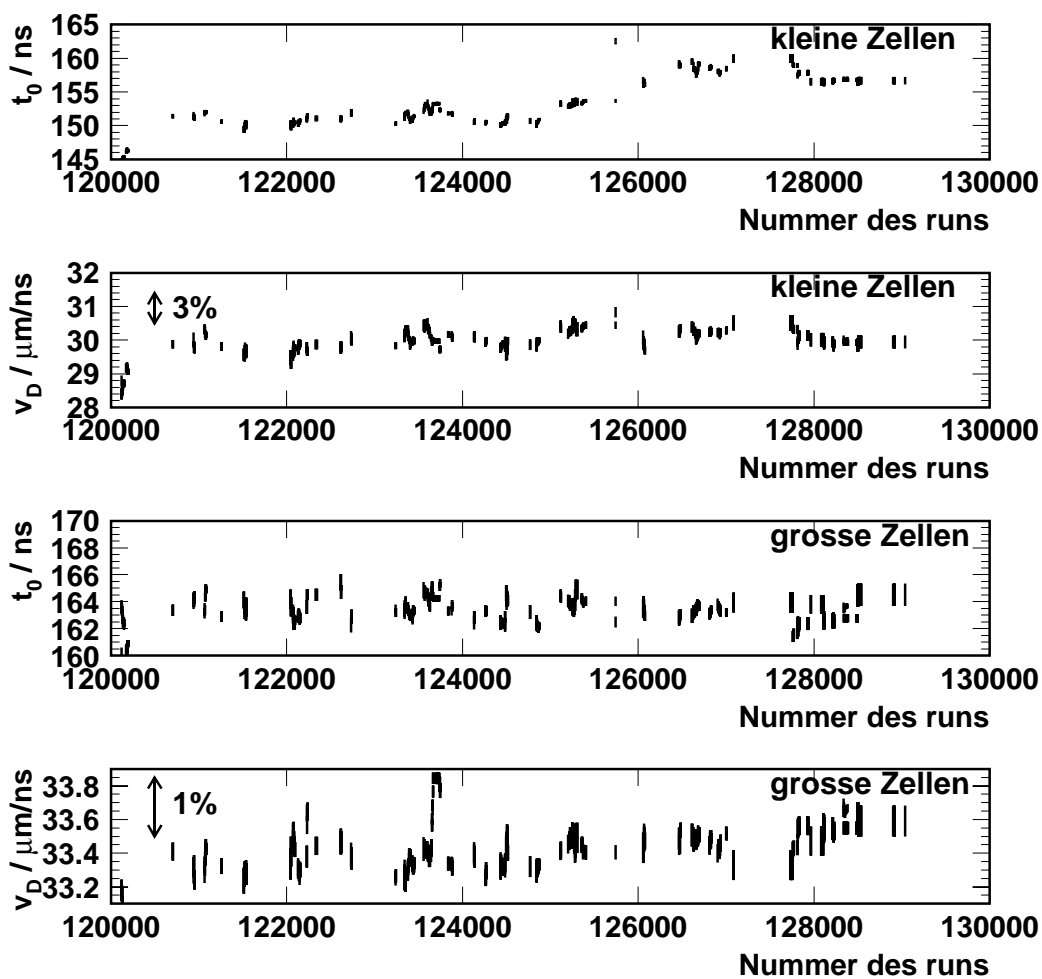 165
160
155
150
145
t0 / ns
kleine Zellen
120000 122000 124000 126000 128000 130000
Nummer des runs
32
31
30
29
28
vD / μm/ns
3%
kleine Zellen
120000 122000 124000 126000 128000 130000
Nummer des runs
170
168
166
164
162
160
t0 / ns
grosse Zellen
120000 122000 124000 126000 128000 130000
Nummer des runs
33.8
33.6
33.4
33.2
vD / μm/ns
1%
grosse Zellen
120000 122000 124000 126000 128000 130000
Nummer des runs